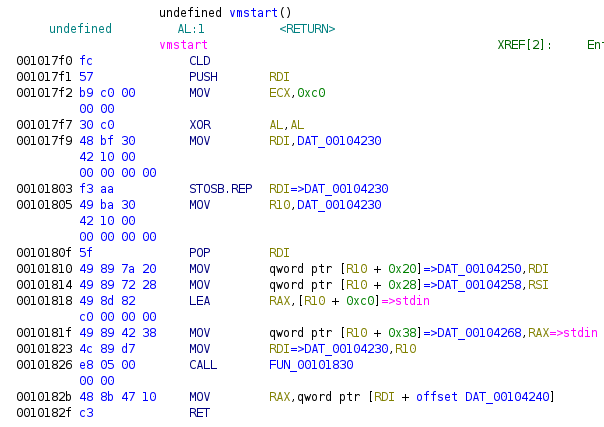 undefined vmstart()
undefined AL:1 <RETURN>
vmstart XREF[2]: En
001017f0 fc CLD
001017f1 57 PUSH RDI
001017f2 b9 c0 00 MOV ECX,0xc0
00 00
001017f7 30 c0 XOR AL,AL
001017f9 48 bf 30 MOV RDI,DAT_00104230
42 10 00
00 00 00 00
00101803 f3 aa STOSB.REP RDI=>DAT_00104230
00101805 49 ba 30 MOV R10,DAT_00104230
42 10 00
00 00 00 00
0010180f 5f POP RDI
00101810 49 89 7a 20 MOV qword ptr [R10 + 0x20]=>DAT_00104250,RDI
00101814 49 89 72 28 MOV qword ptr [R10 + 0x28]=>DAT_00104258,RSI
00101818 49 8d 82 LEA RAX,[R10 + 0xc0]=>stdin
c0 00 00 00
0010181f 49 89 42 38 MOV qword ptr [R10 + 0x38]=>DAT_00104268,RAX=>stdin
00101823 4c 89 d7 MOV RDI=>DAT_00104230,R10
00101826 e8 05 00 CALL FUN_00101830
00 00
0010182b 48 8b 47 10 MOV RAX,qword ptr [RDI + offset DAT_00104240]
0010182f c3 RET